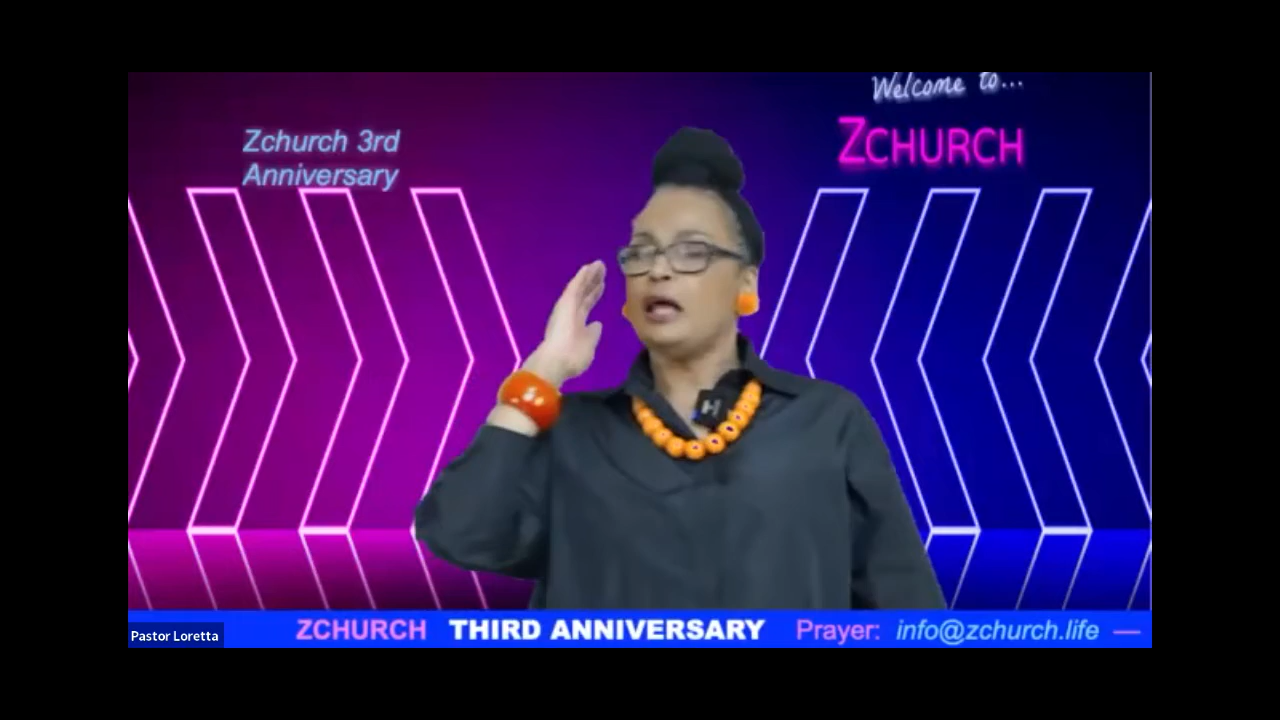 Welcome to...
ZCHURCH
Zchurch 3rd
Anniversary
H
Pastor Loretta
ZCHURCH THIRD ANNIVERSARY Prayer: info@zchurch.life —